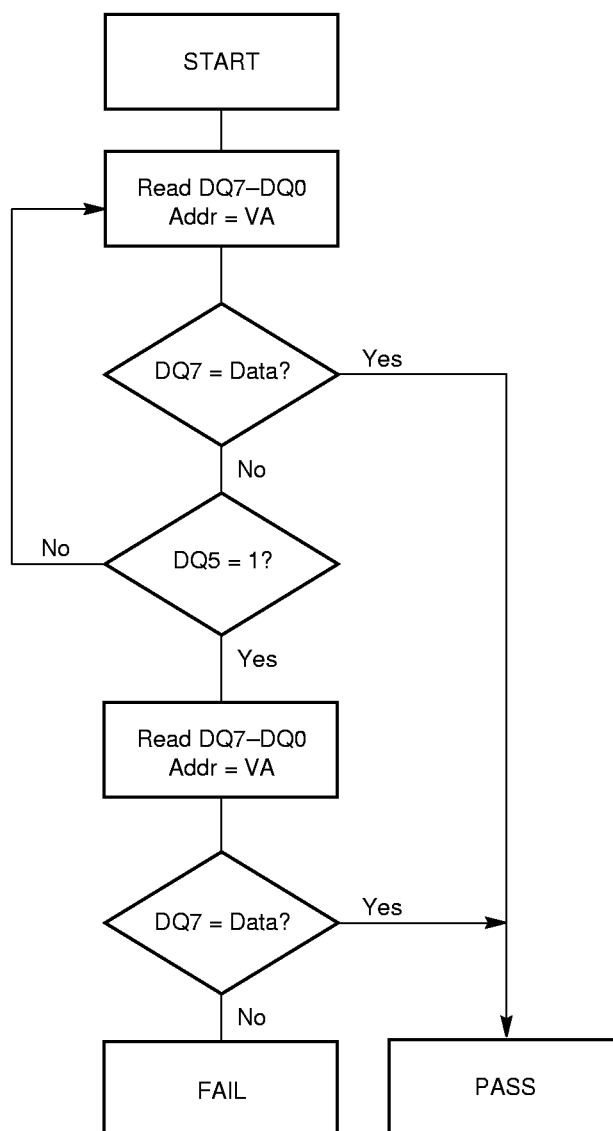 START
Read DQ7–DQ0
Addr = VA
DQ7 = Data?
Yes
No
No
DQ5 = 1?
Yes
Read DQ7–DQ0
Addr = VA
DQ7 = Data?
Yes
No
FAIL
PASS